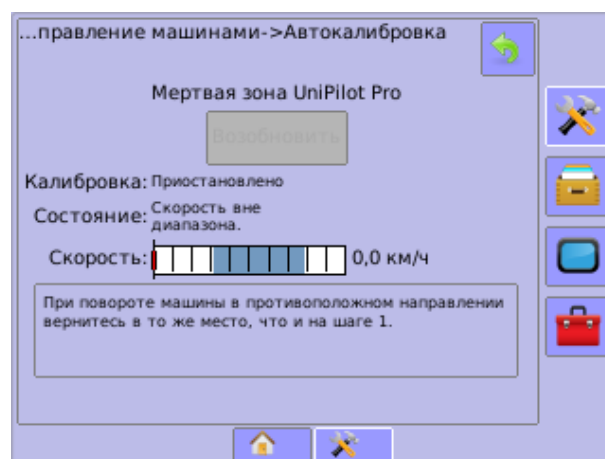 ...правление машинами->Автокалибровка
Мертвая зона UniPilot Pro
Возобновить
Калибровка: Приостановлено
Состояние: Скорость вне
диапазона.
Скорость: 0,0 км/ч
При повороте машины в противоположном направлении
вернитесь в то же место, что и на шаге 1.